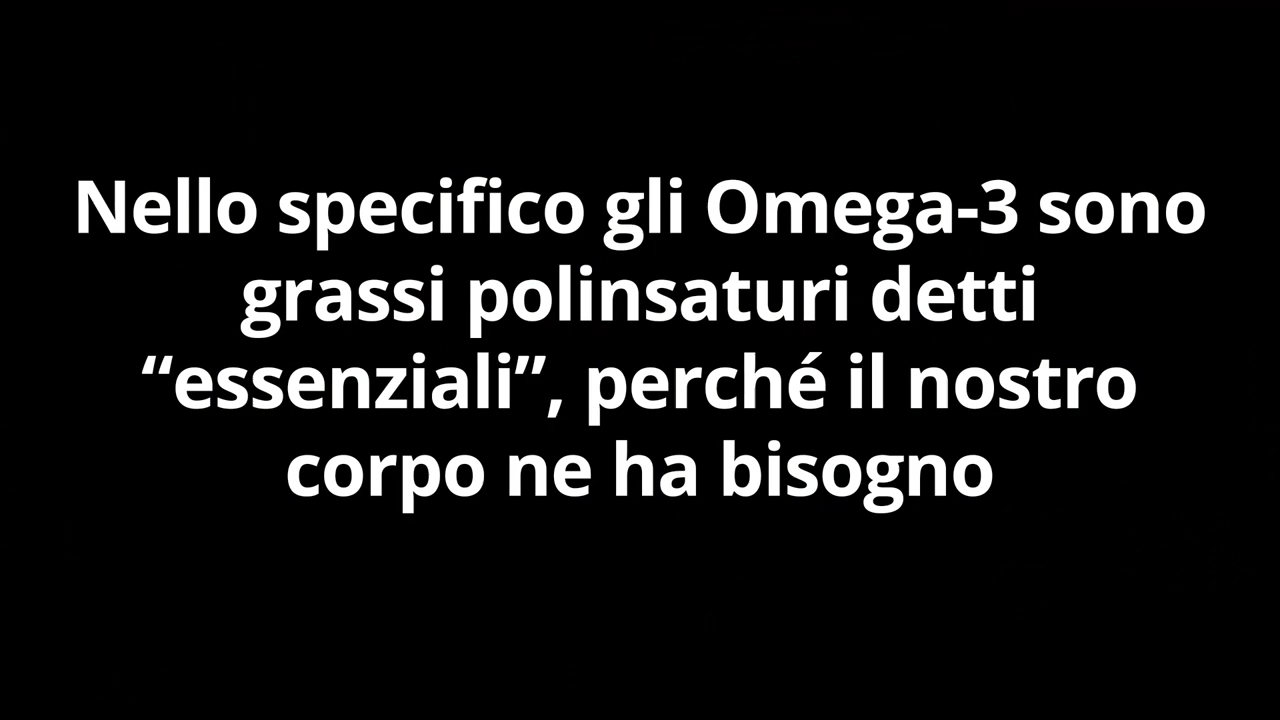 Nello specifico gli Omega-3 sono
grassi polinsaturi detti
“essenziali”, perché il nostro
corpo ne ha bisogno